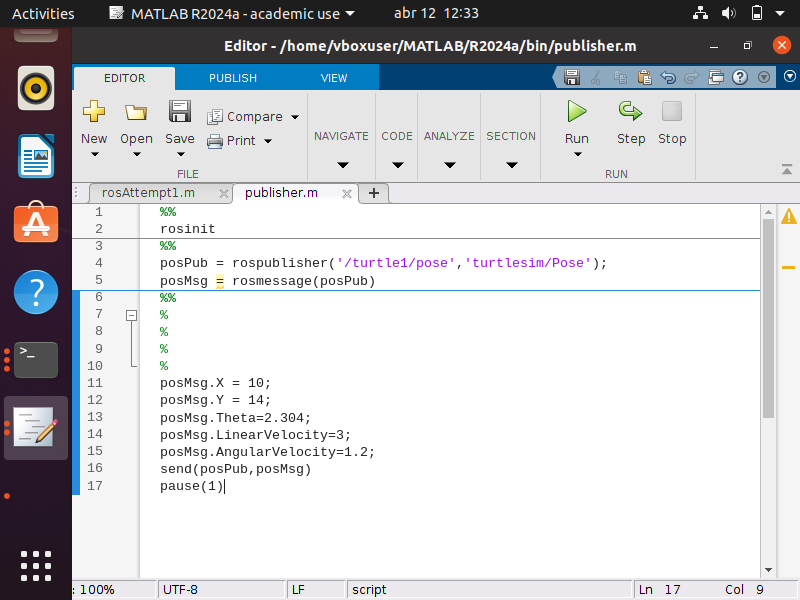 Activities MATLAB R2024a - academic use abr 12 12:33
Editor - /home/vboxuser/MATLAB/R2024a/bin/publisher.m
EDITOR PUBLISH VIEW
New Open Save Compare Print NAVIGATE CODE ANALYZE SECTION Run Step Stop
FILE RUN
rosAttempt1.m publisher.m
1 %%
2 rosinit
3 %%
4 posPub = rospublisher('/turtle1/pose','turtlesim/Pose');
5 posMsg = rosmessage(posPub)
6 %%
7 %
8 %
9 %
10 %
11 posMsg.X = 10;
12 posMsg.Y = 14;
13 posMsg.Theta=2.304;
14 posMsg.LinearVelocity=3;
15 posMsg.AngularVelocity=1.2;
16 send(posPub,posMsg)
17 pause(1)
: 100% UTF-8 LF script Ln 17 Col 9